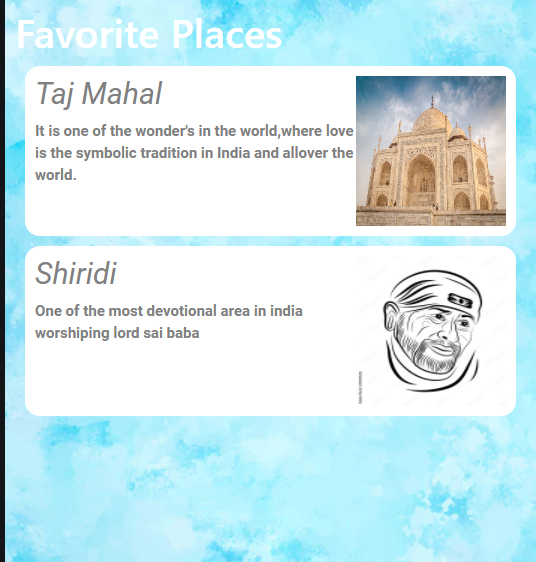 Favorite Places
Taj Mahal
It is one of the wonder's in the world,where love
is the symbolic tradition in India and allover the
world.
Shiridi
One of the most devotional area in india
worshiping lord sai baba